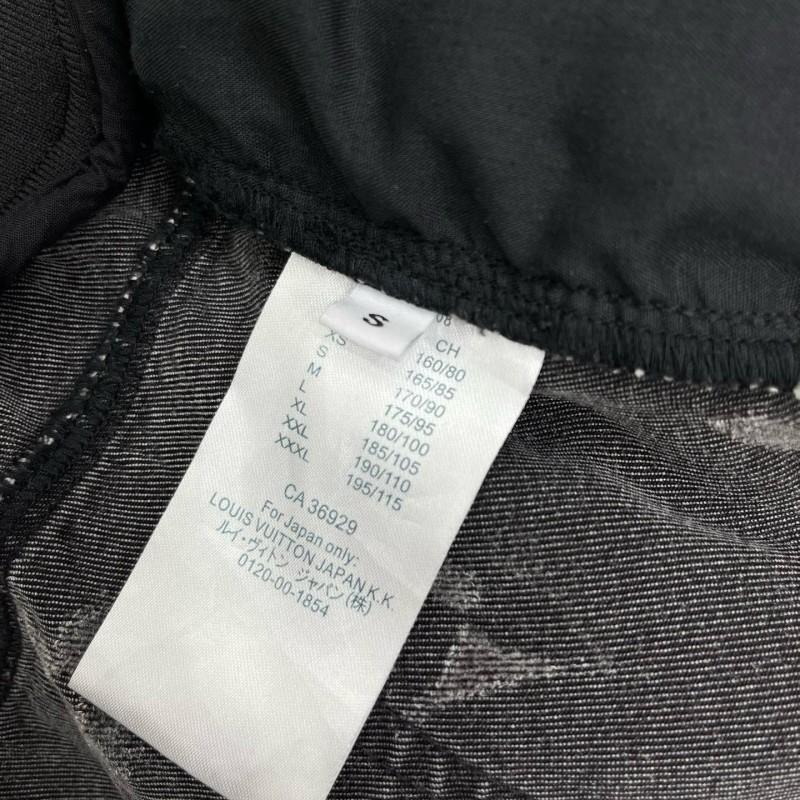 S
08
CH
XS 160/80
S 165/85
M 170/90
L 175/95
XL 180/100
XXL 185/105
XXXL 190/110
195/115
CA 36929
For Japan only:
LOUIS VUITTON JAPAN K.K.
ルイ・ヴィトン ジャパン(株)
0120-00-1854